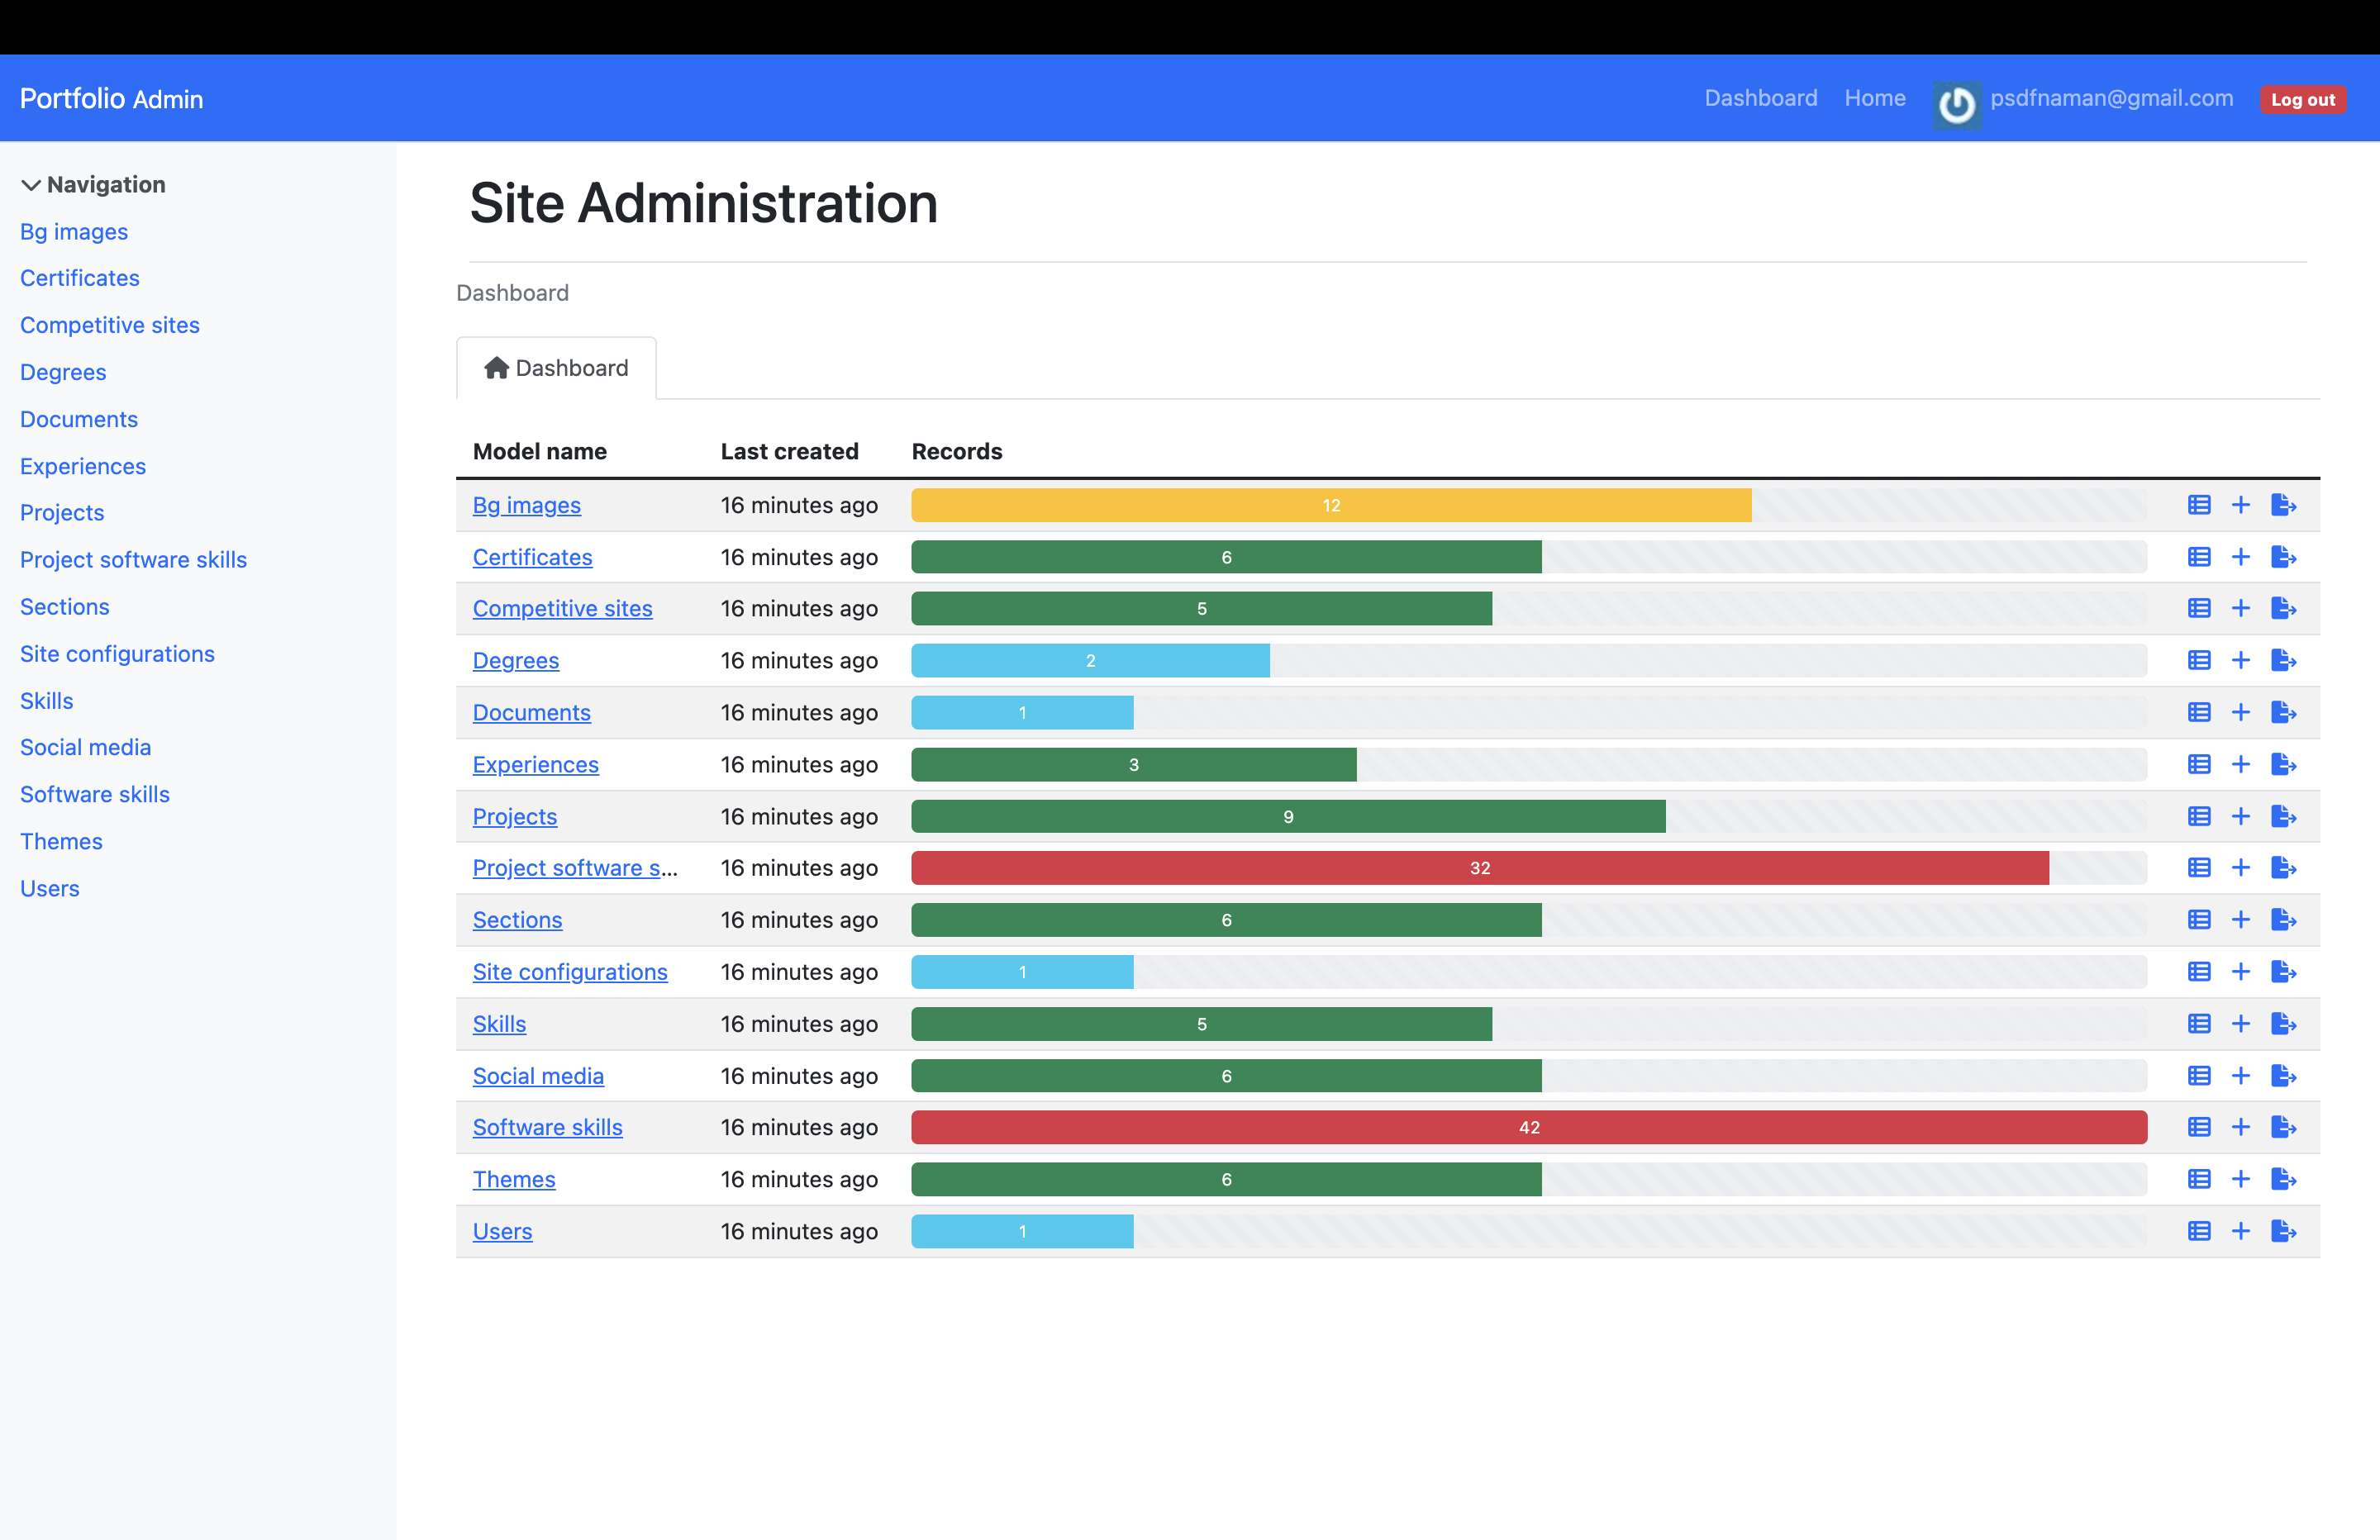 Portfolio Admin
Dashboard Home psdfnaman@gmail.com Log out
Navigation
Bg images
Certificates
Competitive sites
Degrees
Documents
Experiences
Projects
Project software skills
Sections
Site configurations
Skills
Social media
Software skills
Themes
Users
Site Administration
Dashboard
Dashboard
Model name Last created Records
Bg images 16 minutes ago 12
Certificates 16 minutes ago 6
Competitive sites 16 minutes ago 5
Degrees 16 minutes ago 2
Documents 16 minutes ago 1
Experiences 16 minutes ago 3
Projects 16 minutes ago 9
Project software s... 16 minutes ago 32
Sections 16 minutes ago 6
Site configurations 16 minutes ago 1
Skills 16 minutes ago 5
Social media 16 minutes ago 6
Software skills 16 minutes ago 42
Themes 16 minutes ago 6
Users 16 minutes ago 1